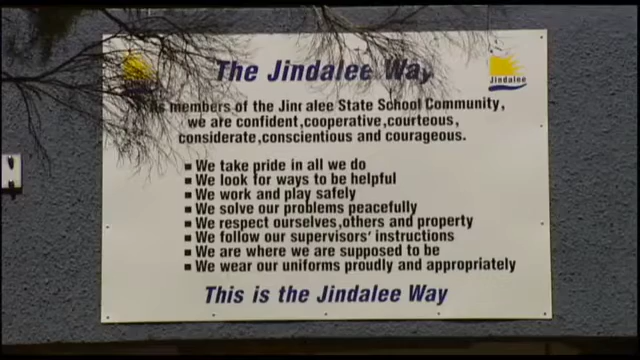 The Jindalee Way
Jindalee
As members of the Jindalee State School Community,
we are confident,cooperative,courteous,
considerate,conscientious and courageous.
We take pride in all we do
We look for ways to be helpful
We work and play safely
We solve our problems peacefully
We respect ourselves,others and property
We follow our supervisors' instructions
We are where we are supposed to be
We wear our uniforms proudly and appropriately
This is the Jindalee Way